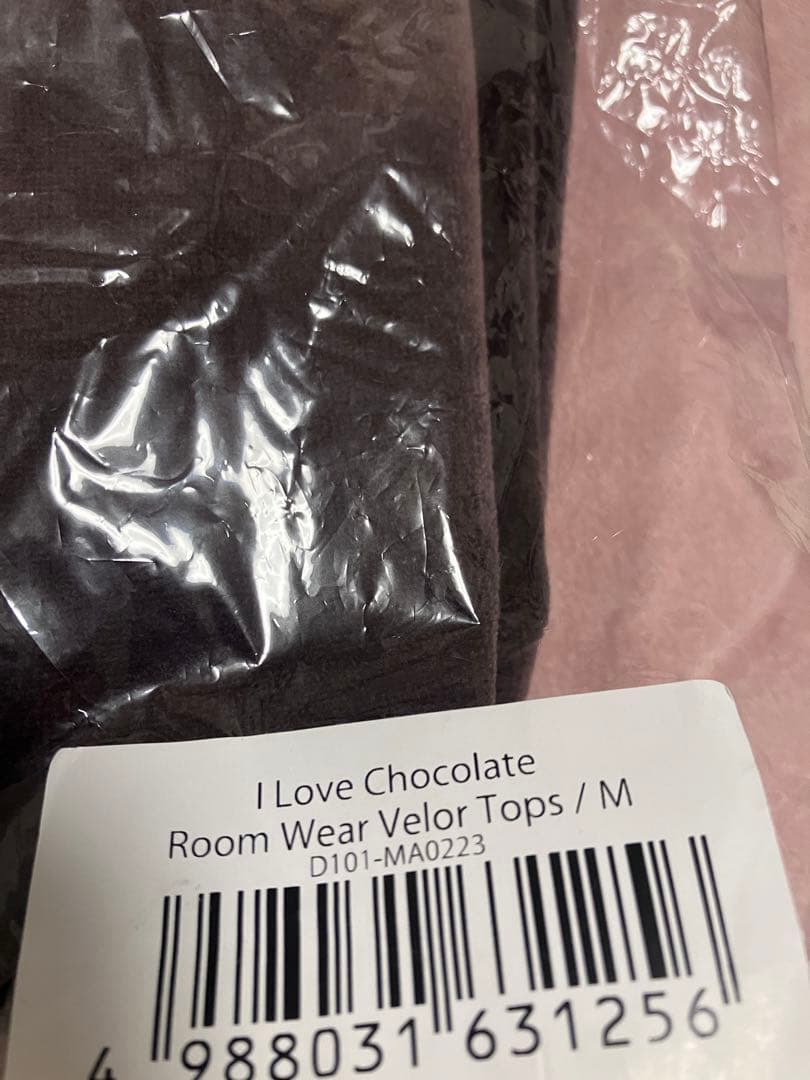 I Love Chocolate
Room Wear Velor Tops / M
D101-MA0223
4 988031 631256